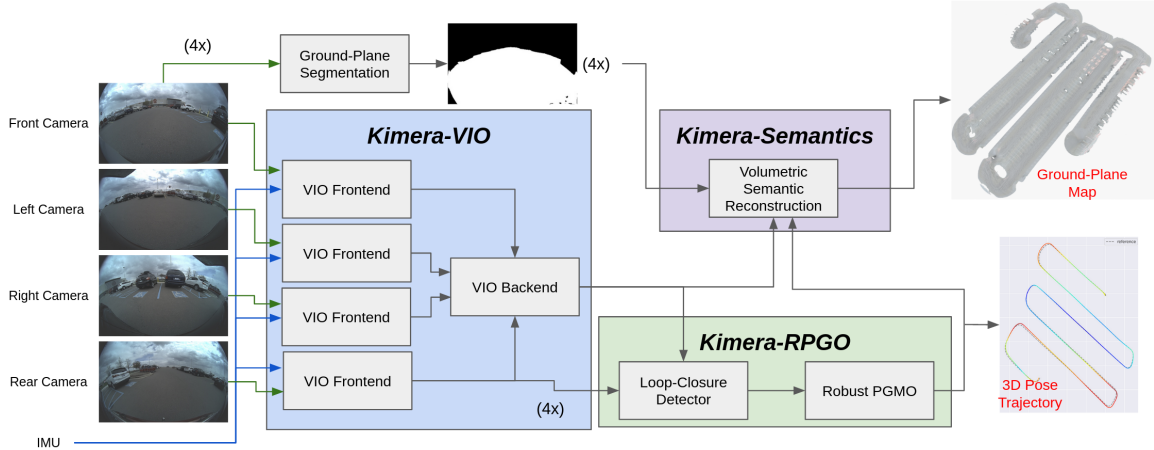 (4x)
Ground-Plane
Segmentation
(4x)
Front Camera
Left Camera
Right Camera
Rear Camera
IMU
Kimera-VIO
VIO Frontend
VIO Frontend
VIO Frontend
VIO Frontend
VIO Backend
(4x)
Kimera-Semantics
Volumetric
Semantic
Reconstruction
Kimera-RPGO
Loop-Closure
Detector
Robust PGMO
Ground-Plane
Map
reference
3D Pose
Trajectory